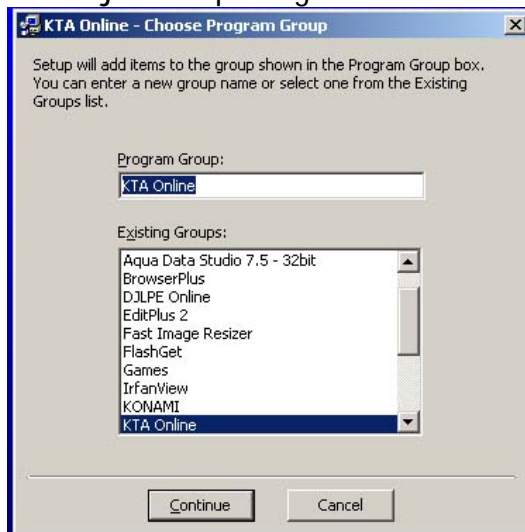 KTA Online - Choose Program Group
Setup will add items to the group shown in the Program Group box.
You can enter a new group name or select one from the Existing
Groups list.
Program Group:
KTA Online
Existing Groups:
Aqua Data Studio 7.5 - 32bit
BrowserPlus
DJLPE Online
EditPlus 2
Fast Image Resizer
FlashGet
Games
IrfanView
KONAMI
KTA Online
Continue Cancel